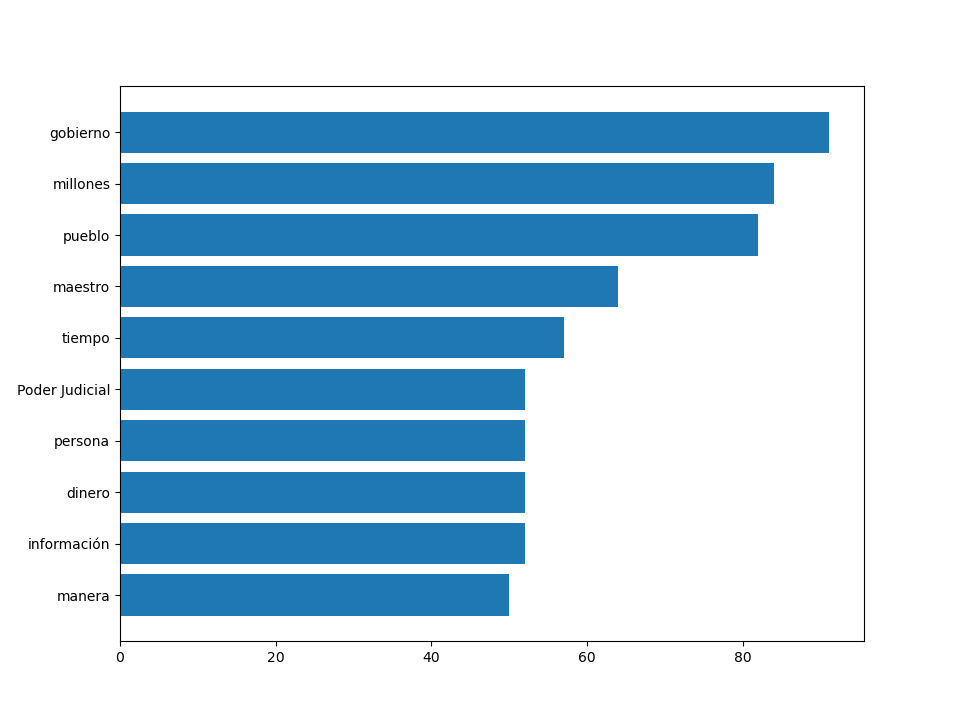 gobierno
millones
pueblo
maestro
tiempo
Poder Judicial
persona
dinero
información
manera
0 20 40 60 80